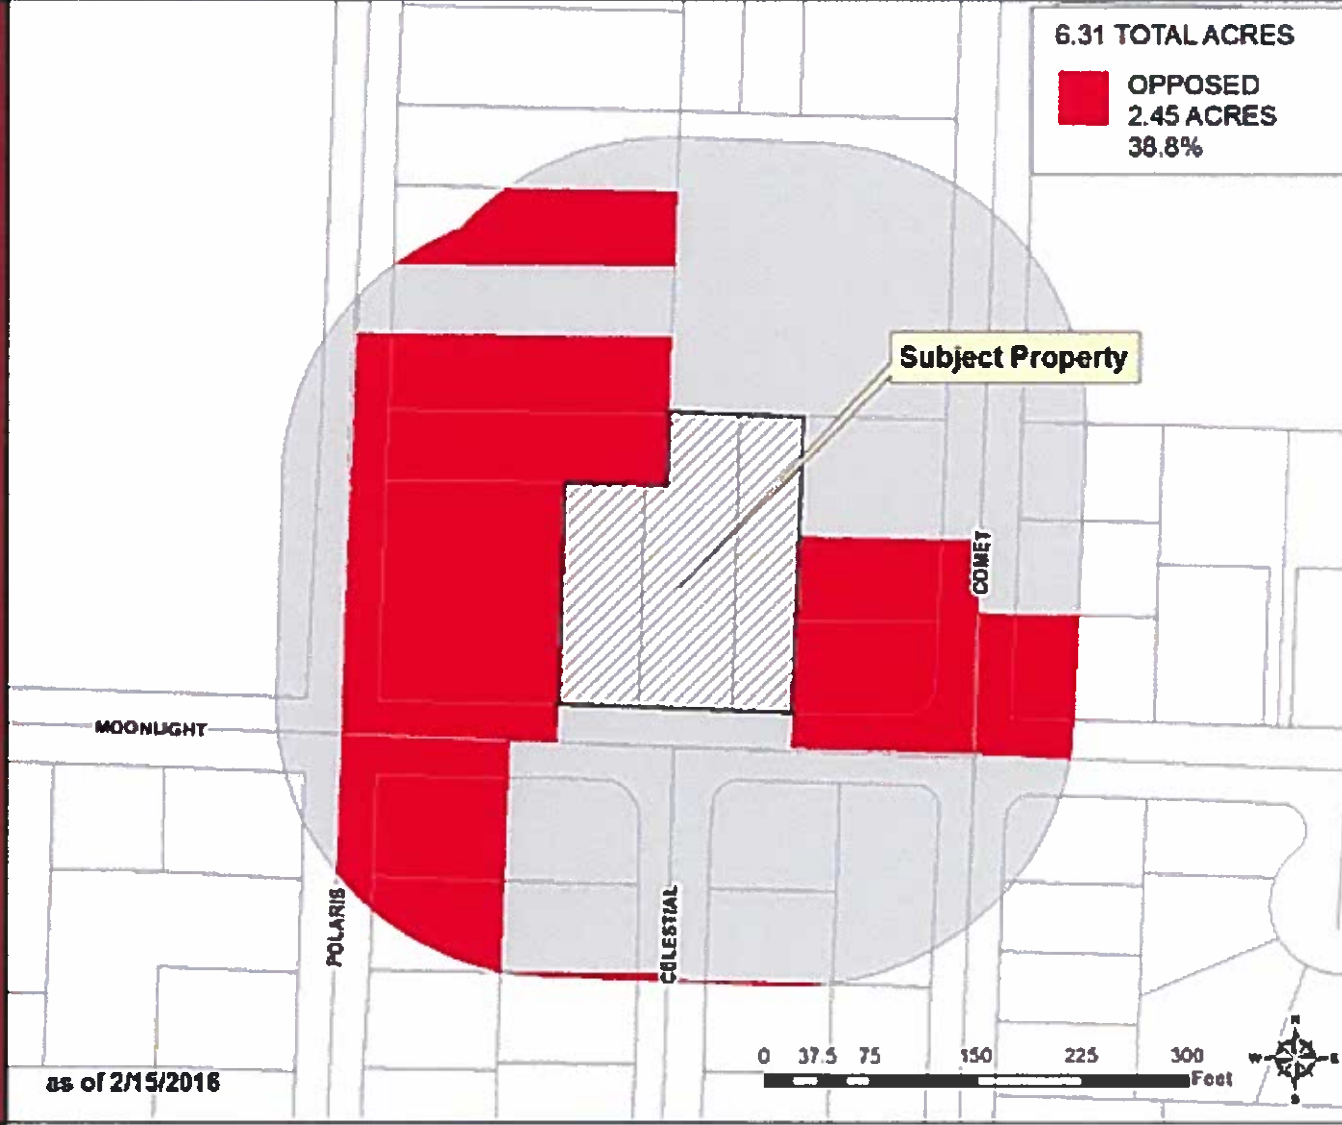 6.31 TOTAL ACRES
OPPOSED
2.45 ACRES
38.8%
Subject Property
COMET
MOONLIGHT
POLARIS
CELESTIAL
0 37.5 75 150 225 300
Feet
N
W E
S
as of 2/15/2016